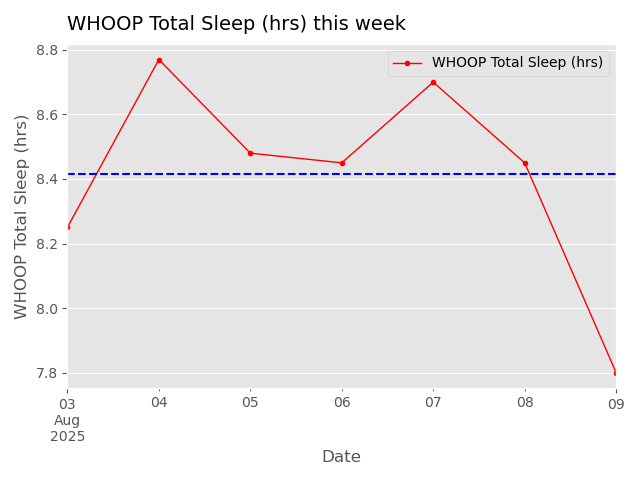 WHOOP Total Sleep (hrs) this week
WHOOP Total Sleep (hrs)
WHOOP Total Sleep (hrs)
8.8
8.6
8.4
8.2
8.0
7.8
03 04 05 06 07 08 09
Aug
2025
Date